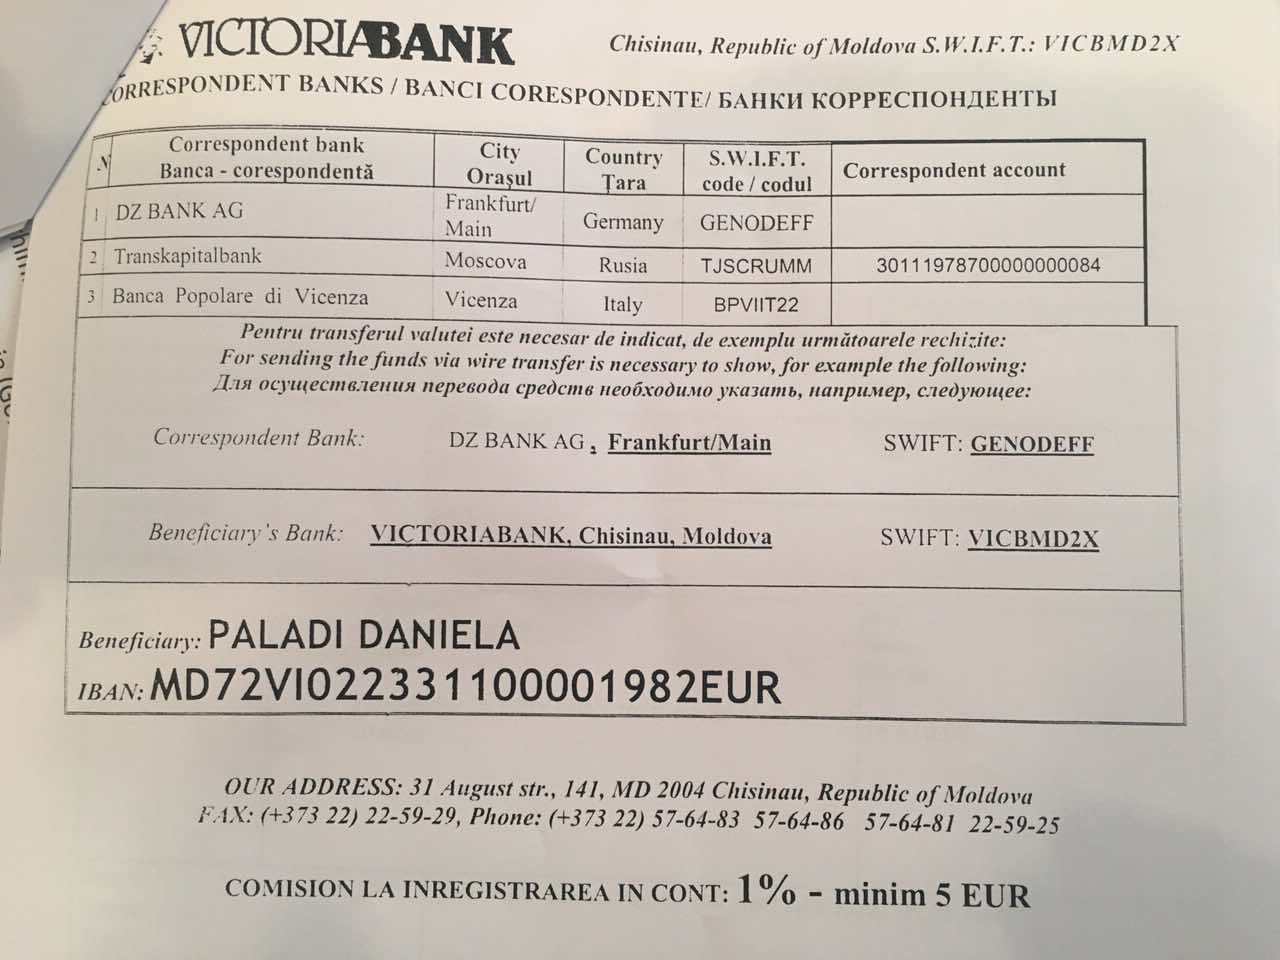 VICTORIABANK
Chisinau, Republic of Moldova S.W.I.F.T.: VICBMD2X
CORRESPONDENT BANKS / BANCI CORESPONDENTE/ БАНКИ КОРРЕСПОНДЕНТЫ
N Correspondent bank City Country S.W.I.F.T. Correspondent account
Banca - corespondentă Oraşul Ţara code / codul
1 DZ BANK AG Frankfurt/ Germany GENODEFF
Main
2 Transkapitalbank Moscova Rusia TJSCRUMM 30111978700000000084
3 Banca Popolare di Vicenza Vicenza Italy BPVIIT22
Pentru transferul valutei este necesar de indicat, de exemplu următoarele rechizite:
For sending the funds via wire transfer is necessary to show, for example the following:
Для осуществления перевода средств необходимо указать, например, следующее:
Correspondent Bank: DZ BANK AG, Frankfurt/Main SWIFT: GENODEFF
Beneficiary's Bank: VICTORIABANK, Chisinau, Moldova SWIFT: VICBMD2X
Beneficiary: PALADI DANIELA
IBAN: MD72VI022331100001982EUR
OUR ADDRESS: 31 August str., 141, MD 2004 Chisinau, Republic of Moldova
FAX: (+373 22) 22-59-29, Phone: (+373 22) 57-64-83 57-64-86 57-64-81 22-59-25
COMISION LA INREGISTRAREA IN CONT: 1% - minim 5 EUR